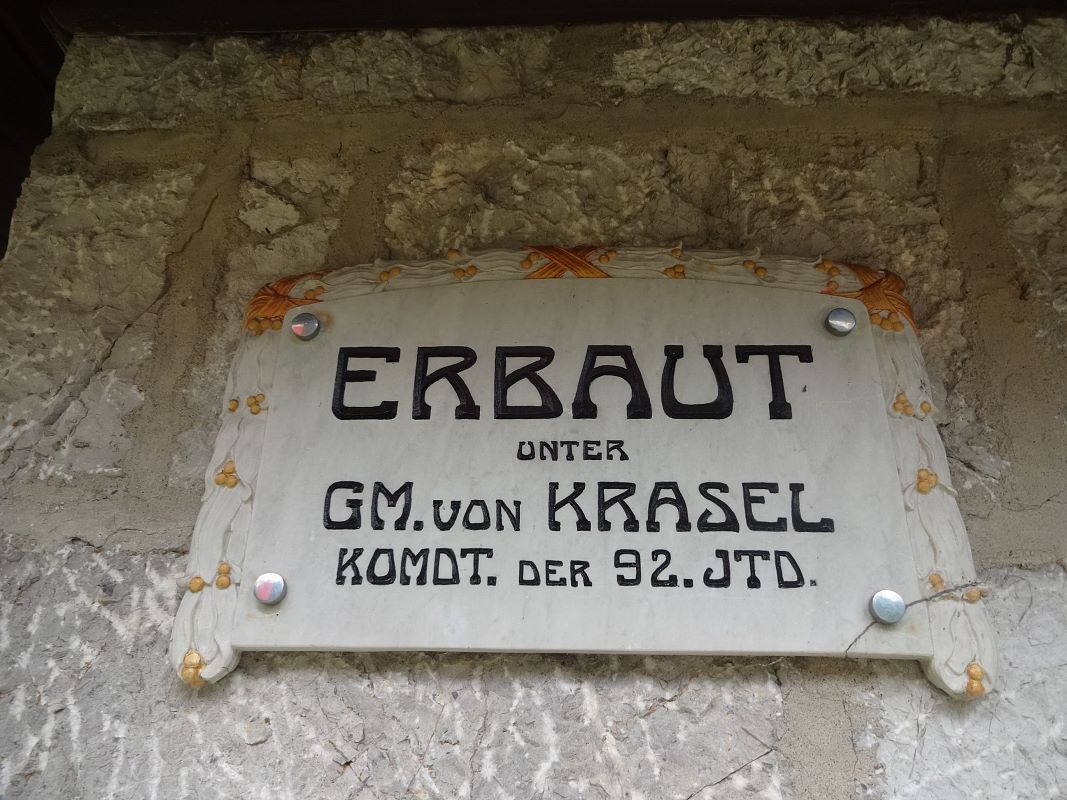 ERBAUT
UNTER
GM. VON KRASEL
KOMDT. DER 92. JTD.